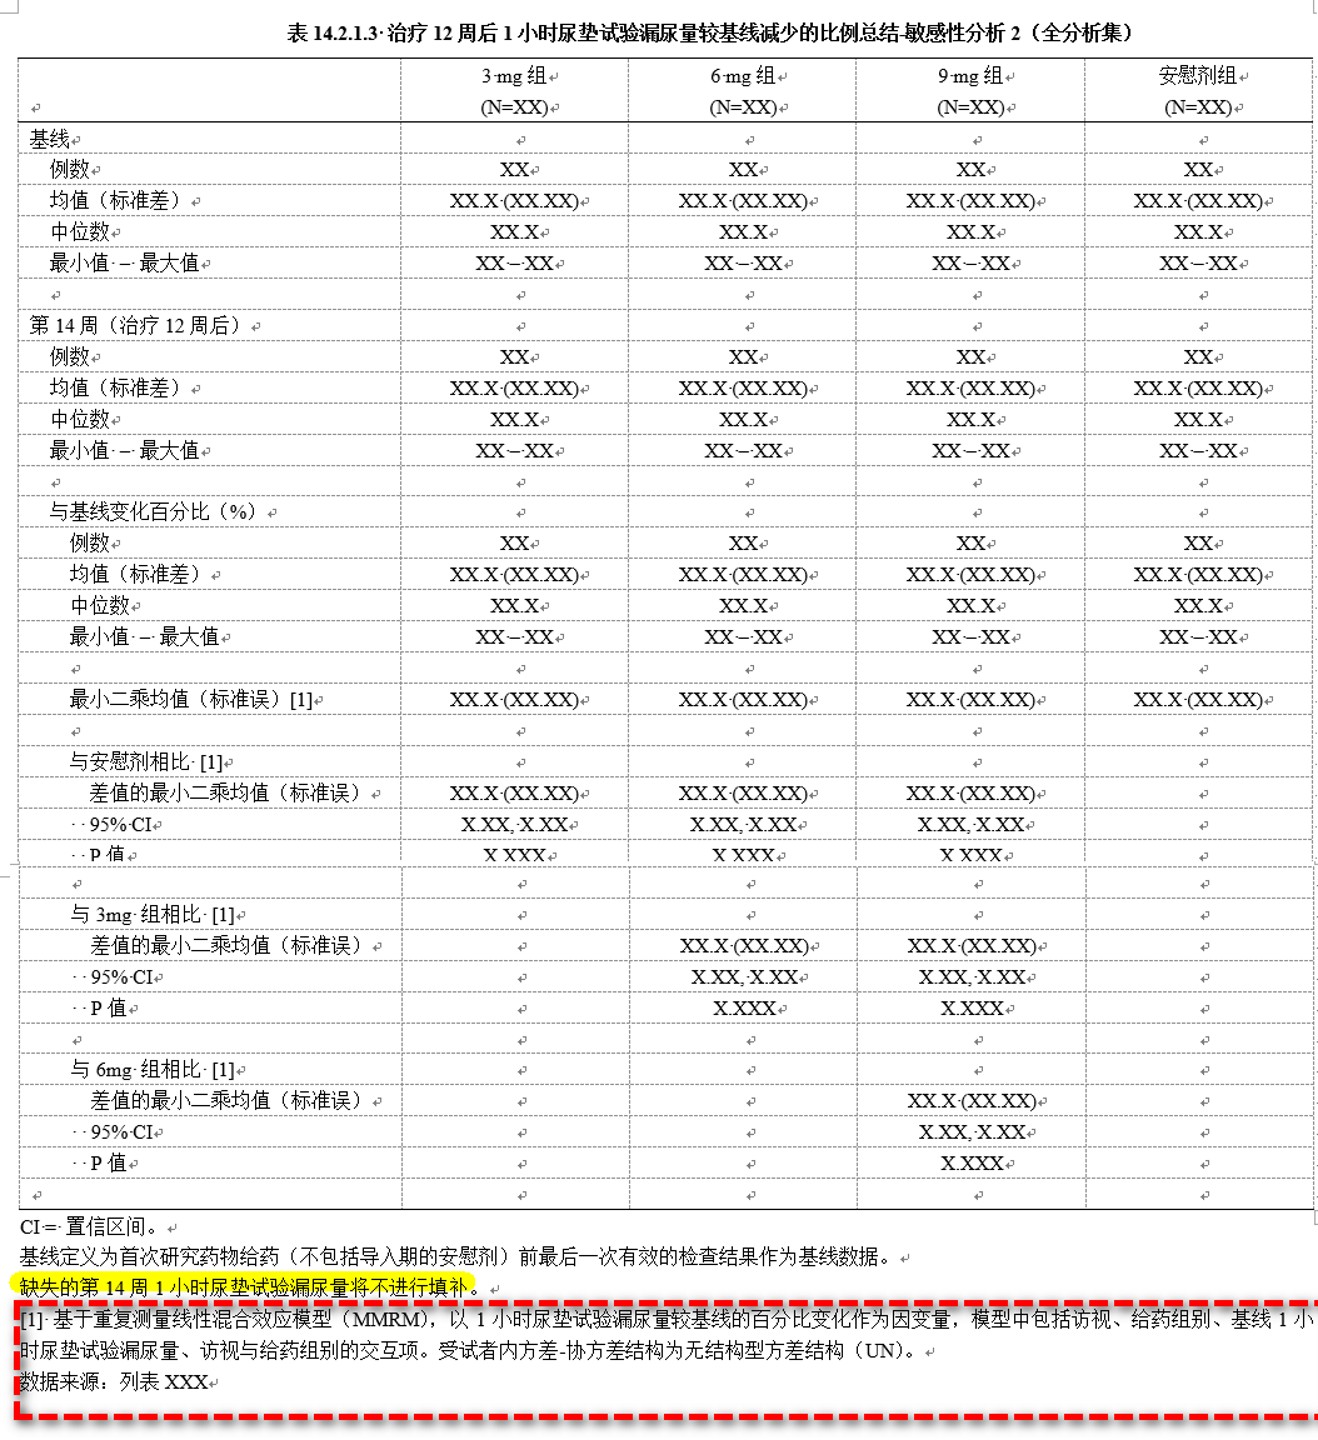 表 14.2.1.3 治疗 12 周后 1 小时尿垫试验漏尿量较基线减少的比例总结-敏感性分析 2（全分析集）
3 mg 组 6 mg 组 9 mg 组 安慰剂组
(N=XX) (N=XX) (N=XX) (N=XX)
基线
例数 XX XX XX XX
均值（标准差） XX.X (XX.XX) XX.X (XX.XX) XX.X (XX.XX) XX.X (XX.XX)
中位数 XX.X XX.X XX.X XX.X
最小值 – 最大值 XX – XX XX – XX XX – XX XX – XX
第 14 周（治疗 12 周后）
例数 XX XX XX XX
均值（标准差） XX.X (XX.XX) XX.X (XX.XX) XX.X (XX.XX) XX.X (XX.XX)
中位数 XX.X XX.X XX.X XX.X
最小值 – 最大值 XX – XX XX – XX XX – XX XX – XX
与基线变化百分比（%）
例数 XX XX XX XX
均值（标准差） XX.X (XX.XX) XX.X (XX.XX) XX.X (XX.XX) XX.X (XX.XX)
中位数 XX.X XX.X XX.X XX.X
最小值 – 最大值 XX – XX XX – XX XX – XX XX – XX
最小二乘均值（标准误）[1] XX.X (XX.XX) XX.X (XX.XX) XX.X (XX.XX) XX.X (XX.XX)
与安慰剂相比 [1]
差值的最小二乘均值（标准误） XX.X (XX.XX) XX.X (XX.XX) XX.X (XX.XX)
95% CI X.XX, X.XX X.XX, X.XX X.XX, X.XX
P 值 X.XXX X.XXX X.XXX
与 3mg 组相比 [1]
差值的最小二乘均值（标准误） XX.X (XX.XX) XX.X (XX.XX)
95% CI X.XX, X.XX X.XX, X.XX
P 值 X.XXX X.XXX
与 6mg 组相比 [1]
差值的最小二乘均值（标准误） XX.X (XX.XX)
95% CI X.XX, X.XX
P 值 X.XXX
CI = 置信区间。
基线定义为首次研究药物给药（不包括导入期的安慰剂）前最后一次有效的检查结果作为基线数据。
缺失的第 14 周 1 小时尿垫试验漏尿量将不进行填补。
[1] 基于重复测量线性混合效应模型（MMRM），以 1 小时尿垫试验漏尿量较基线的百分比变化作为因变量，模型中包括访视、给药组别、基线 1 小
时尿垫试验漏尿量、访视与给药组别的交互项。受试者内方差-协方差结构为无结构型方差结构（UN）。
数据来源：列表 XXX